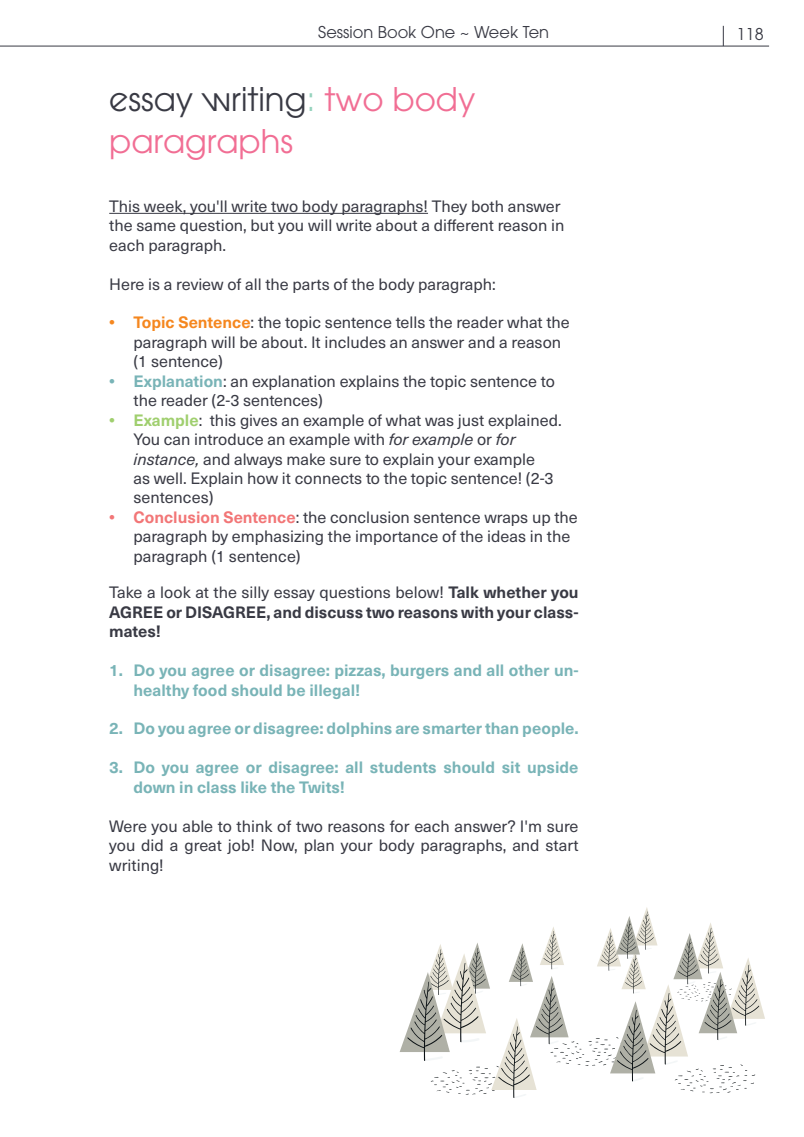 Session Book One ~ Week Ten
118
essay writing: two body
paragraphs
This week, you'll write two body paragraphs! They both answer
the same question, but you will write about a different reason in
each paragraph.
Here is a review of all the parts of the body paragraph:
• Topic Sentence: the topic sentence tells the reader what the
paragraph will be about. It includes an answer and a reason
(1 sentence)
• Explanation: an explanation explains the topic sentence to
the reader (2-3 sentences)
• Example: this gives an example of what was just explained.
You can introduce an example with for example or for
instance, and always make sure to explain your example
as well. Explain how it connects to the topic sentence! (2-3
sentences)
• Conclusion Sentence: the conclusion sentence wraps up the
paragraph by emphasizing the importance of the ideas in the
paragraph (1 sentence)
Take a look at the silly essay questions below! Talk whether you
AGREE or DISAGREE, and discuss two reasons with your class-
mates!
1. Do you agree or disagree: pizzas, burgers and all other un-
healthy food should be illegal!
2. Do you agree or disagree: dolphins are smarter than people.
3. Do you agree or disagree: all students should sit upside
down in class like the Twits!
Were you able to think of two reasons for each answer? I'm sure
you did a great job! Now, plan your body paragraphs, and start
writing!